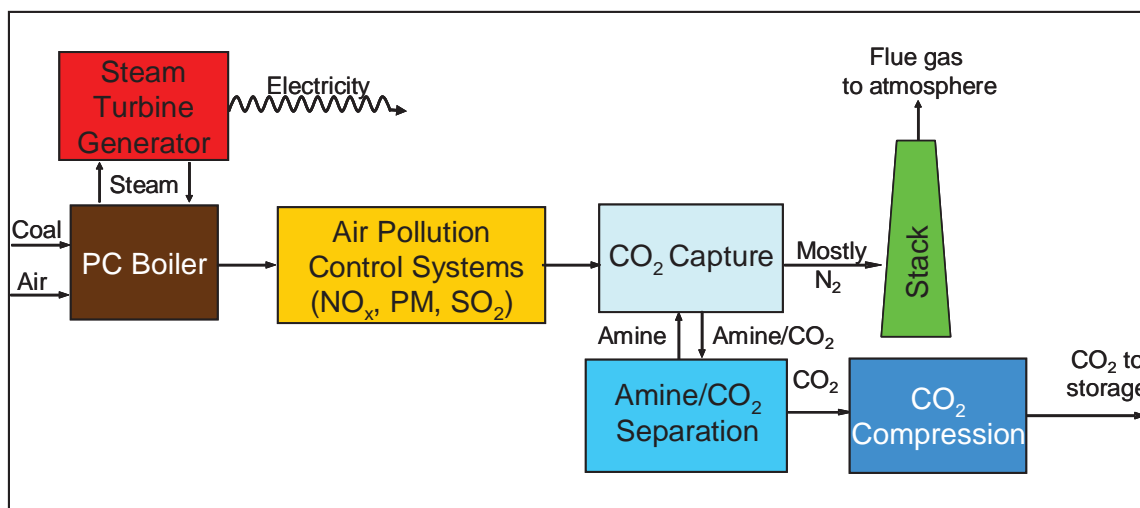 Steam
Turbine
Generator
Electricity
Flue gas
to atmosphere
Steam
Coal
Air
PC Boiler
Air Pollution
Control Systems
(NOₓ, PM, SO₂)
CO₂ Capture
Mostly
N₂
Stack
Amine
Amine/CO₂
Amine/CO₂
Separation
CO₂
CO₂
Compression
CO₂ to
storage